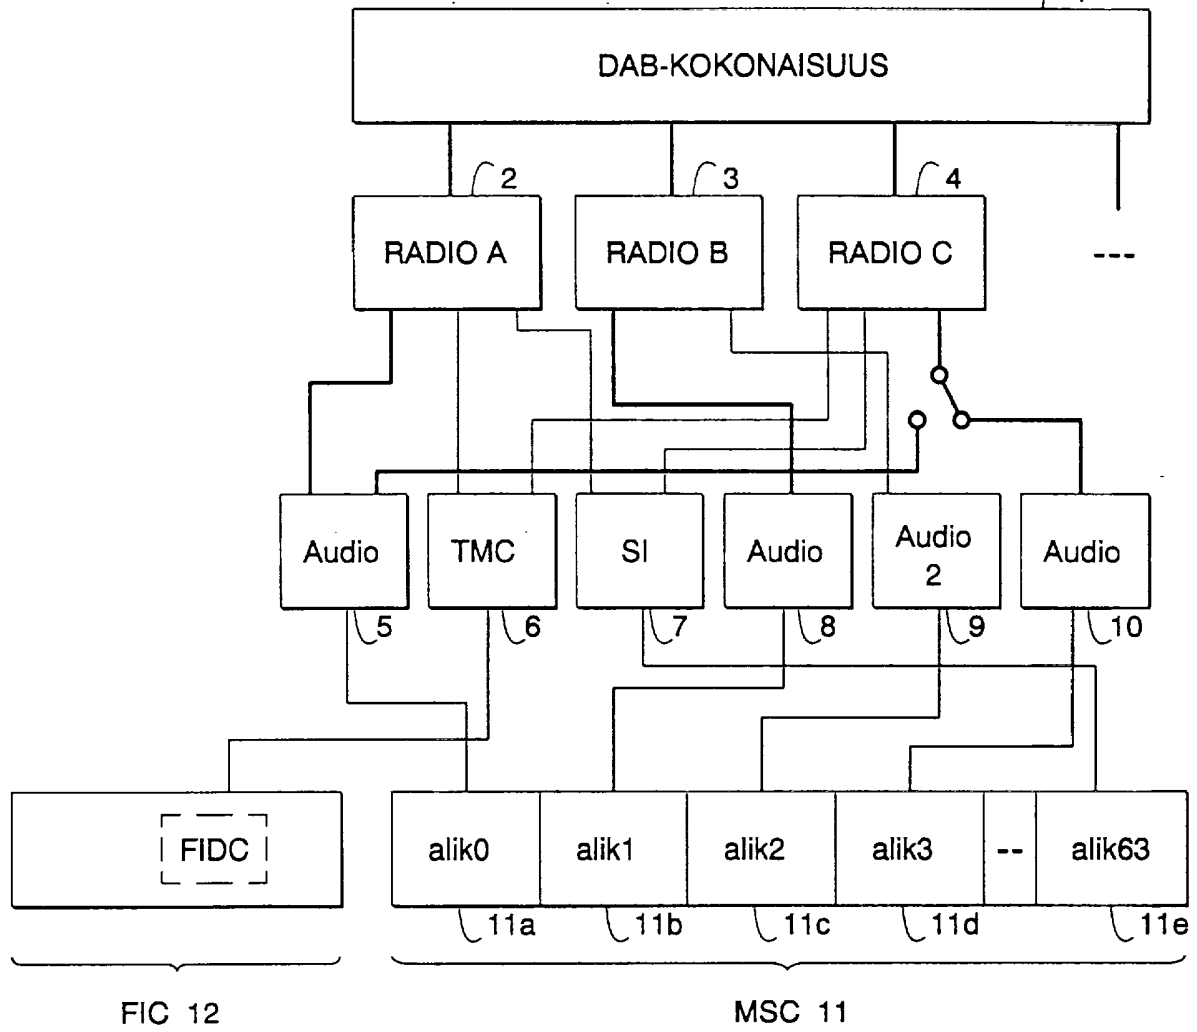 DAB-KOKONAISUUS
2
3
4
RADIO A
RADIO B
RADIO C
---
Audio
TMC
SI
Audio
Audio
2
Audio
5
6
7
8
9
10
FIDC
alik0
alik1
alik2
alik3
--
alik63
11a
11b
11c
11d
11e
FIC 12
MSC 11